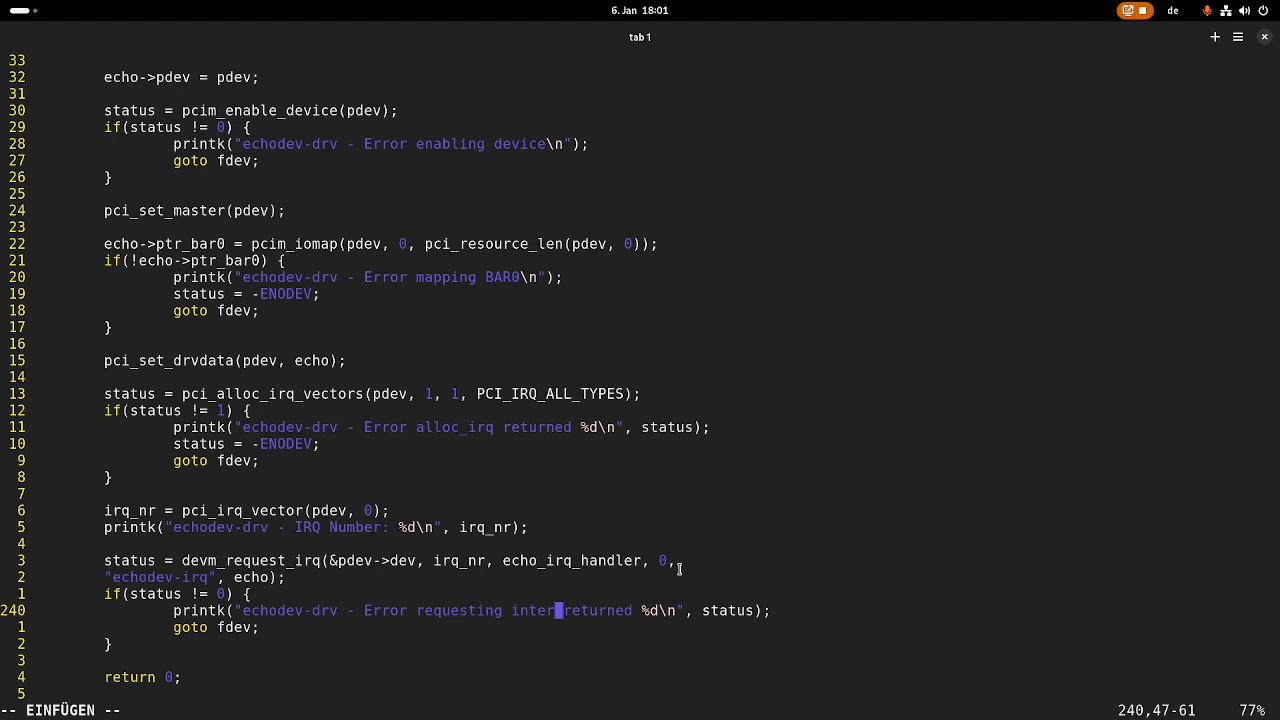 6. Jan 18:01
de
tab 1
33
32 echo->pdev = pdev;
31
30 status = pcim_enable_device(pdev);
29 if(status != 0) {
28 printk("echodev-drv - Error enabling device\n");
27 goto fdev;
26 }
25
24 pci_set_master(pdev);
23
22 echo->ptr_bar0 = pcim_iomap(pdev, 0, pci_resource_len(pdev, 0));
21 if(!echo->ptr_bar0) {
20 printk("echodev-drv - Error mapping BAR0\n");
19 status = -ENODEV;
18 goto fdev;
17 }
16
15 pci_set_drvdata(pdev, echo);
14
13 status = pci_alloc_irq_vectors(pdev, 1, 1, PCI_IRQ_ALL_TYPES);
12 if(status != 1) {
11 printk("echodev-drv - Error alloc_irq returned %d\n", status);
10 status = -ENODEV;
9 goto fdev;
8 }
7
6 irq_nr = pci_irq_vector(pdev, 0);
5 printk("echodev-drv - IRQ Number: %d\n", irq_nr);
4
3 status = devm_request_irq(&pdev->dev, irq_nr, echo_irq_handler, 0,
2 "echodev-irq", echo);
1 if(status != 0) {
240 printk("echodev-drv - Error requesting inter returned %d\n", status);
1 goto fdev;
2 }
3
4 return 0;
5
-- EINFÜGEN -- 240,47-61 77%